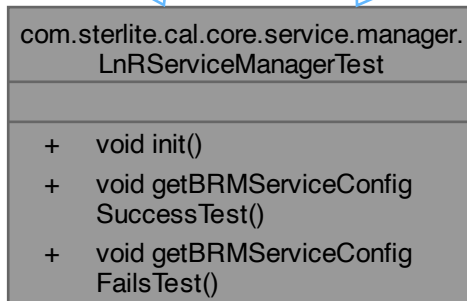 com.sterlite.cal.core.service.manager.
LnRServiceManagerTest
+ void init()
+ void getBRMServiceConfig
SuccessTest()
+ void getBRMServiceConfig
FailsTest()